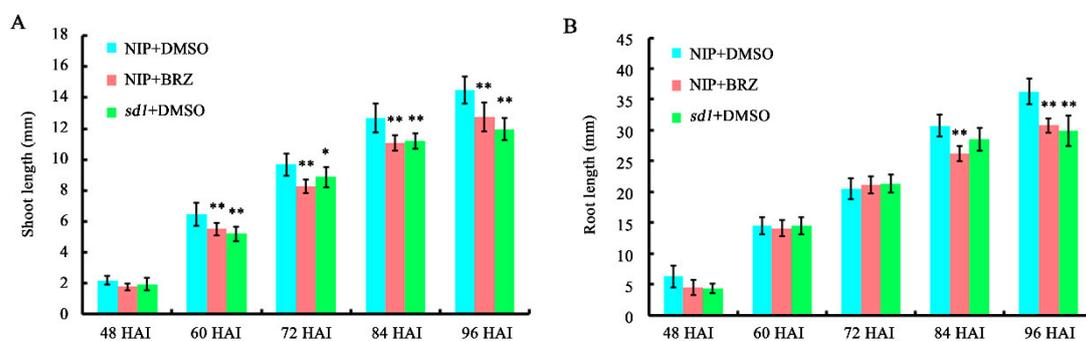 A
Shoot length (mm)
18
16
14
12
10
8
6
4
2
0
NIP+DMSO
NIP+BRZ
sd1+DMSO
** ** ** * ** ** ** **
48 HAI 60 HAI 72 HAI 84 HAI 96 HAI
B
Root length (mm)
45
40
35
30
25
20
15
10
5
0
NIP+DMSO
NIP+BRZ
sd1+DMSO
** ** **
48 HAI 60 HAI 72 HAI 84 HAI 96 HAI